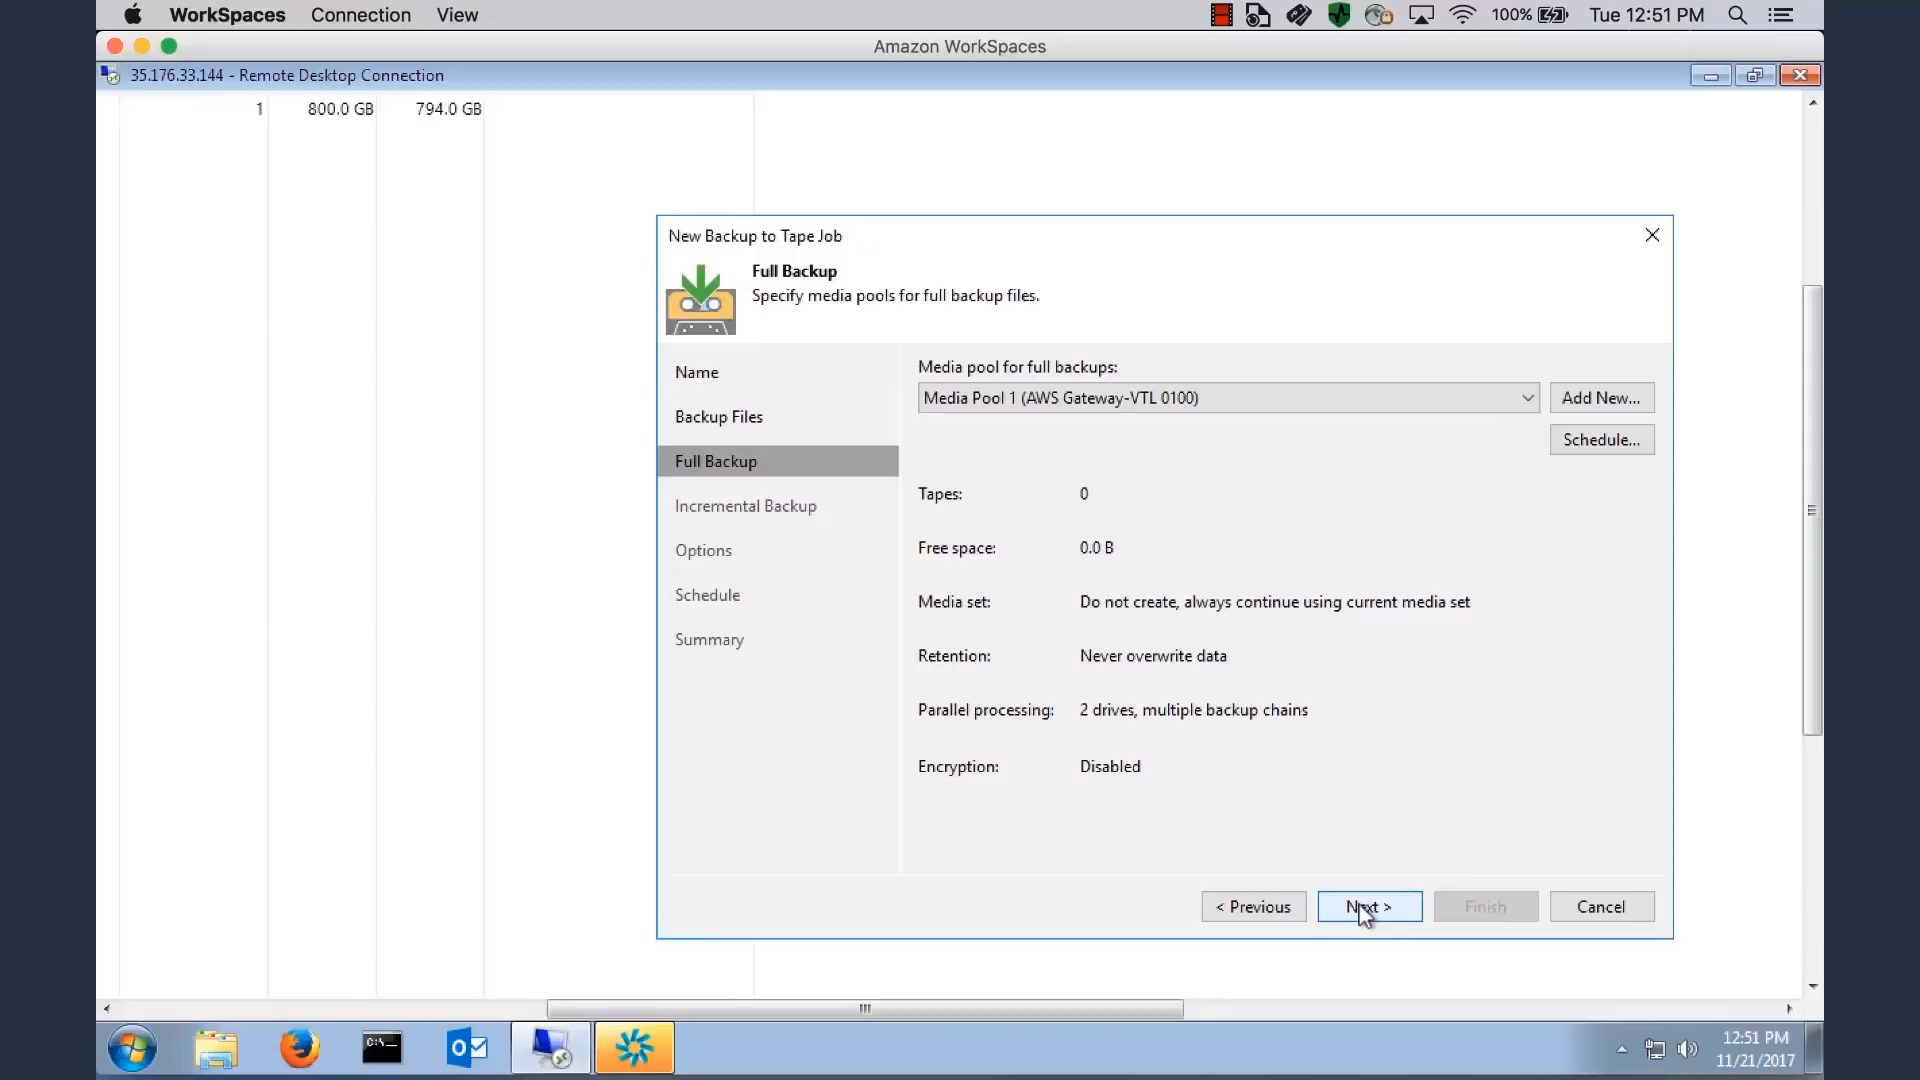 WorkSpaces Connection View
100% Tue 12:51 PM
Amazon WorkSpaces
35.176.33.144 - Remote Desktop Connection
1 800.0 GB 794.0 GB
New Backup to Tape Job
Full Backup
Specify media pools for full backup files.
Name
Backup Files
Full Backup
Incremental Backup
Options
Schedule
Summary
Media pool for full backups:
Media Pool 1 (AWS Gateway-VTL 0100)
Add New...
Schedule...
Tapes: 0
Free space: 0.0 B
Media set: Do not create, always continue using current media set
Retention: Never overwrite data
Parallel processing: 2 drives, multiple backup chains
Encryption: Disabled
< Previous Next > Finish Cancel
C:\_
12:51 PM
11/21/2017